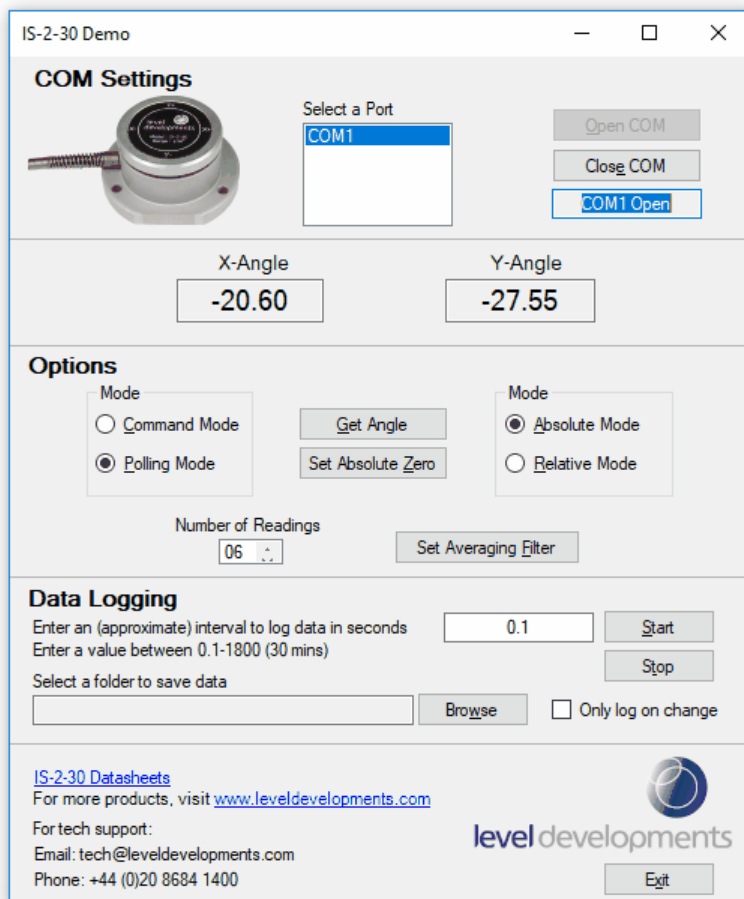 IS-2-30 Demo
COM Settings
level
developments
Select a Port
COM1
Open COM
Close COM
COM1 Open
X-Angle
Y-Angle
-20.60
-27.55
Options
Mode
Command Mode
Polling Mode
Get Angle
Set Absolute Zero
Mode
Absolute Mode
Relative Mode
Number of Readings
06
Set Averaging Filter
Data Logging
Enter an (approximate) interval to log data in seconds
Enter a value between 0.1-1800 (30 mins)
0.1
Start
Stop
Select a folder to save data
Browse
Only log on change
IS-2-30 Datasheets
For more products, visit www.leveldevelopments.com
For tech support:
Email: tech@leveldevelopments.com
Phone: +44 (0)20 8684 1400
level developments
Exit